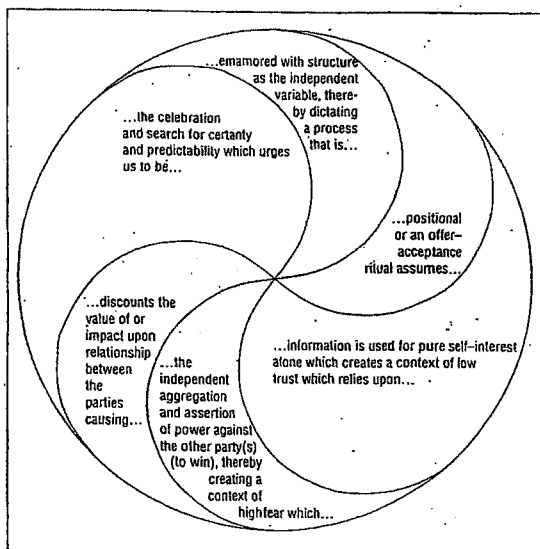 ...the celebration
and search for certanty
and predictability which urges
us to be...
...enamored with structure
as the independent
variable, there-
by dictating
a process
that is...
...positional
or an offer–
acceptance
ritual assumes...
...information is used for pure self–interest
alone which creates a context of low
trust which relies upon...
...the
independent
aggregation
and assertion
of power against
the other party(s)
(to win), thereby
creating a
context of
highfear which...
...discounts the
value of or
impact upon
relationship
between
the
parties
causing...